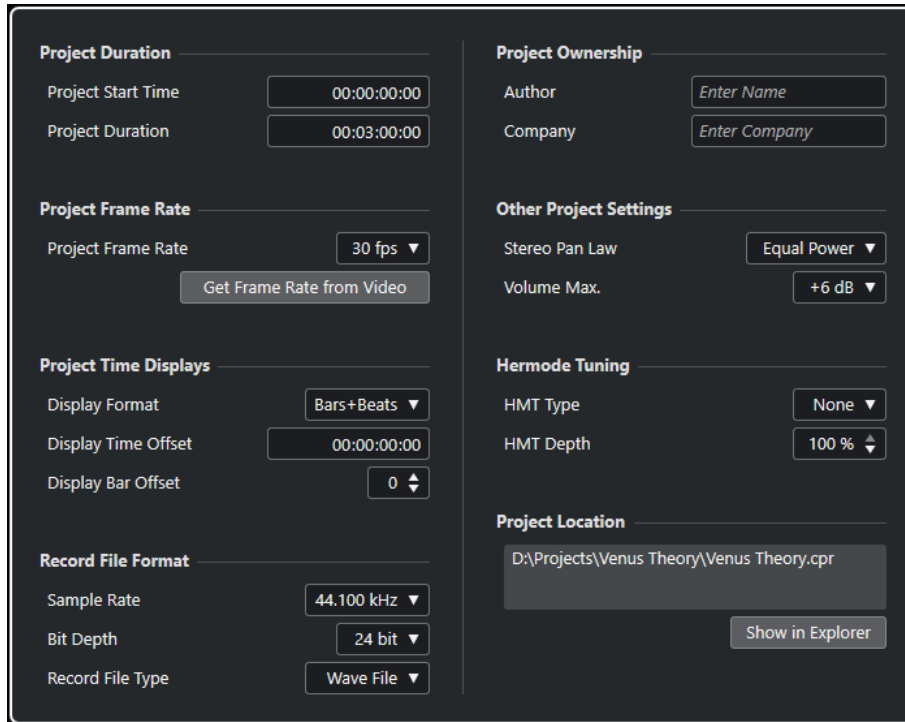 Project Duration
Project Start Time 00:00:00:00
Project Duration 00:03:00:00
Project Frame Rate
Project Frame Rate 30 fps
Get Frame Rate from Video
Project Time Displays
Display Format Bars+Beats
Display Time Offset 00:00:00:00
Display Bar Offset 0
Record File Format
Sample Rate 44.100 kHz
Bit Depth 24 bit
Record File Type Wave File
Project Ownership
Author Enter Name
Company Enter Company
Other Project Settings
Stereo Pan Law Equal Power
Volume Max. +6 dB
Hermode Tuning
HMT Type None
HMT Depth 100 %
Project Location
D:\Projects\Venus Theory\Venus Theory.cpr
Show in Explorer